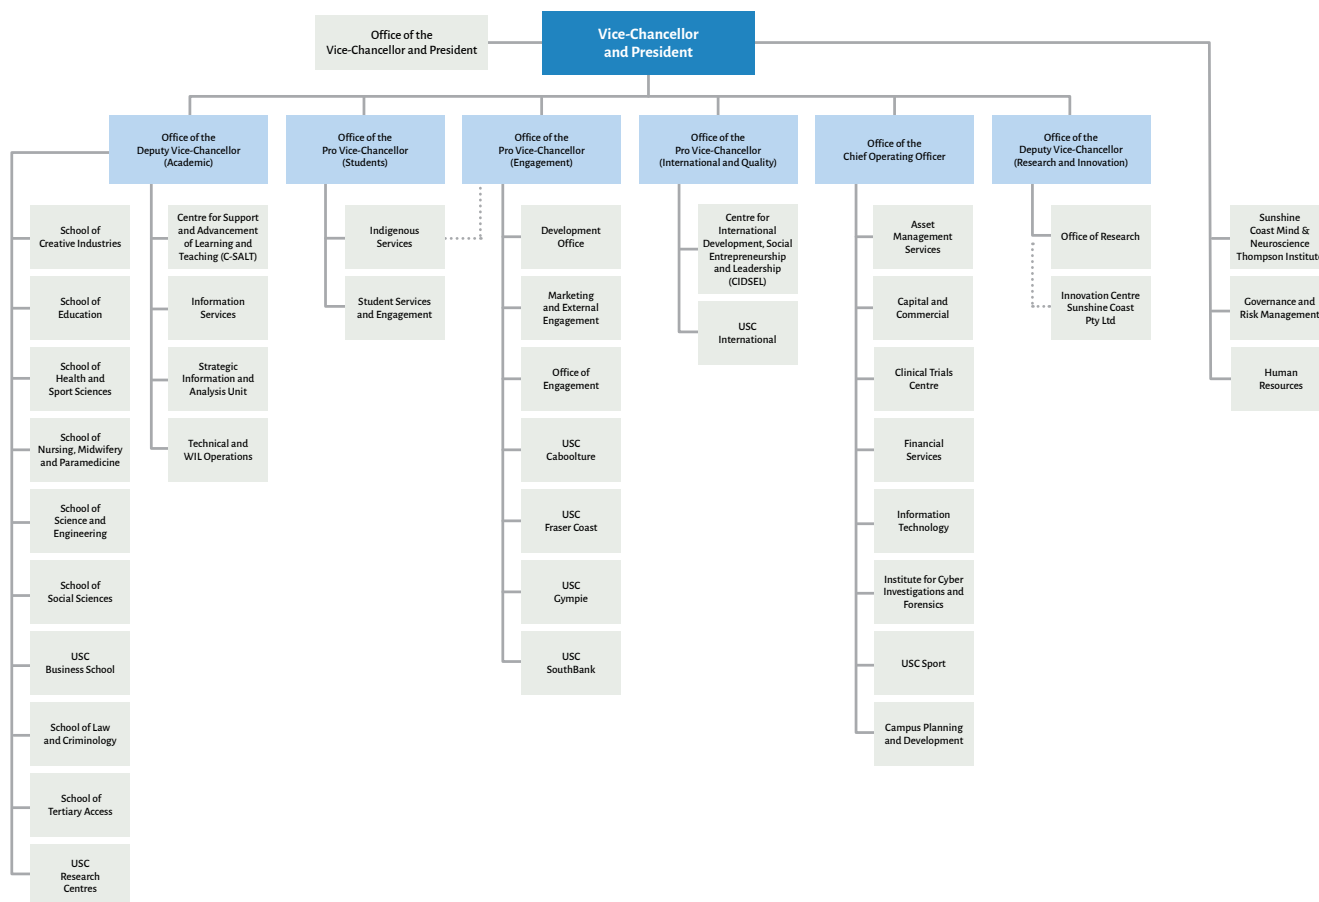 Office of the
Vice-Chancellor and President
Vice-Chancellor
and President
Office of the
Deputy Vice-Chancellor
(Academic)
Office of the
Pro Vice-Chancellor
(Students)
Office of the
Pro Vice-Chancellor
(Engagement)
Office of the
Pro Vice-Chancellor
(International and Quality)
Office of the
Chief Operating Officer
Office of the
Deputy Vice-Chancellor
(Research and Innovation)
School of
Creative Industries
School of
Education
School of
Health and
Sport Sciences
School of
Nursing, Midwifery
and Paramedicine
School of
Science and
Engineering
School of
Social Sciences
USC
Business School
School of Law
and Criminology
School of
Tertiary Access
USC
Research
Centres
Centre for Support
and Advancement
of Learning and
Teaching (C-SALT)
Information
Services
Strategic
Information and
Analysis Unit
Technical and
WIL Operations
Indigenous
Services
Student Services
and Engagement
Development
Office
Marketing
and External
Engagement
Office of
Engagement
USC
Caboolture
USC
Fraser Coast
USC
Gympie
USC
SouthBank
Centre for
International
Development, Social
Entrepreneurship
and Leadership
(CIDSEL)
USC
International
Asset
Management
Services
Capital and
Commercial
Clinical Trials
Centre
Financial
Services
Information
Technology
Institute for Cyber
Investigations and
Forensics
USC Sport
Campus Planning
and Development
Office of Research
Innovation Centre
Sunshine Coast
Pty Ltd
Sunshine
Coast Mind &
Neuroscience
Thompson Institute
Governance and
Risk Management
Human
Resources